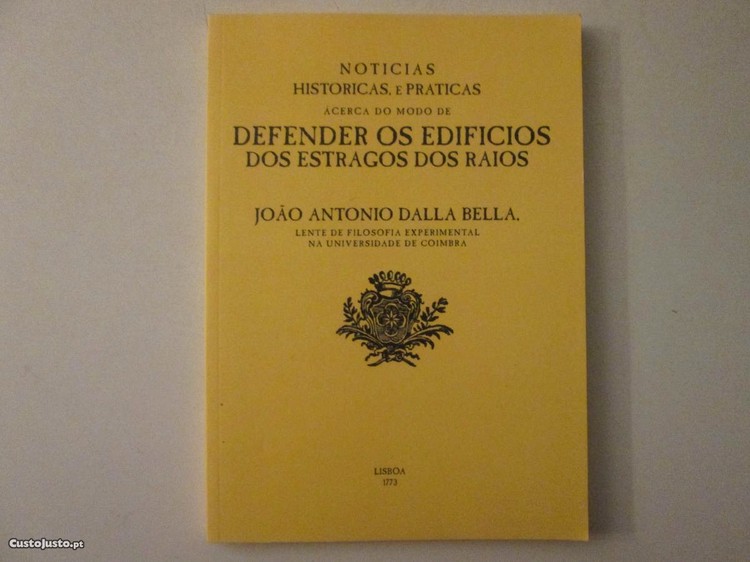 NOTICIAS
HISTORICAS, E PRATICAS
ÁCERCA DO MODO DE
DEFENDER OS EDIFICIOS
DOS ESTRAGOS DOS RAIOS
JOÃO ANTONIO DALLA BELLA,
LENTE DE FILOSOFIA EXPERIMENTAL
NA UNIVERSIDADE DE COIMBRA
LISBOA
1773
CustoJusto.pt